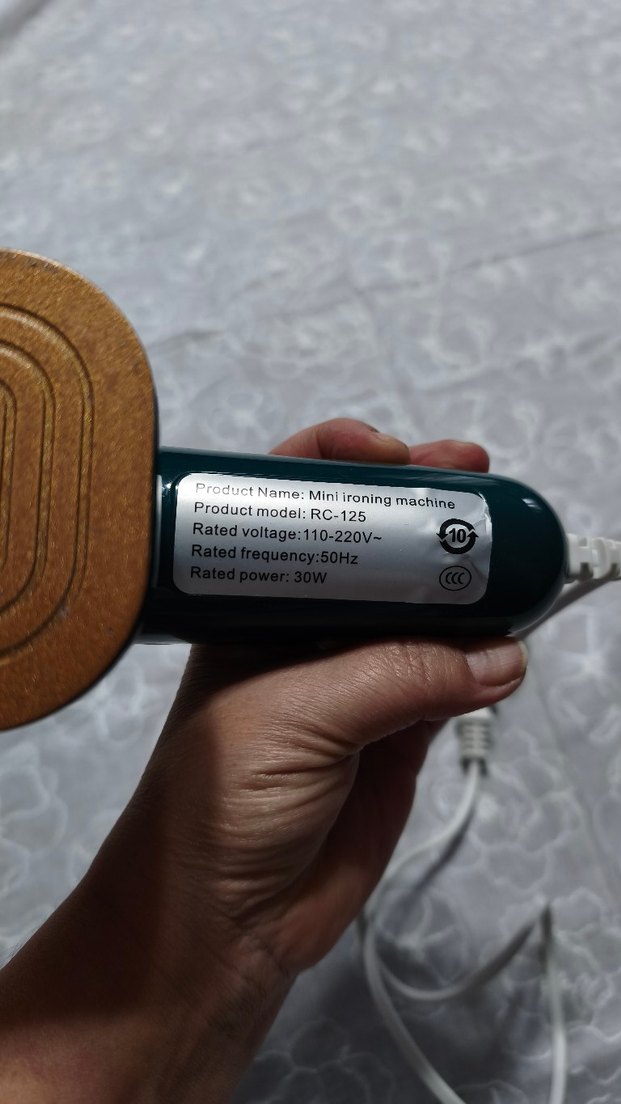 Product Name: Mini ironing machine
Product model: RC-125
Rated voltage:110-220V~
Rated frequency:50Hz
Rated power: 30W
10
CCC